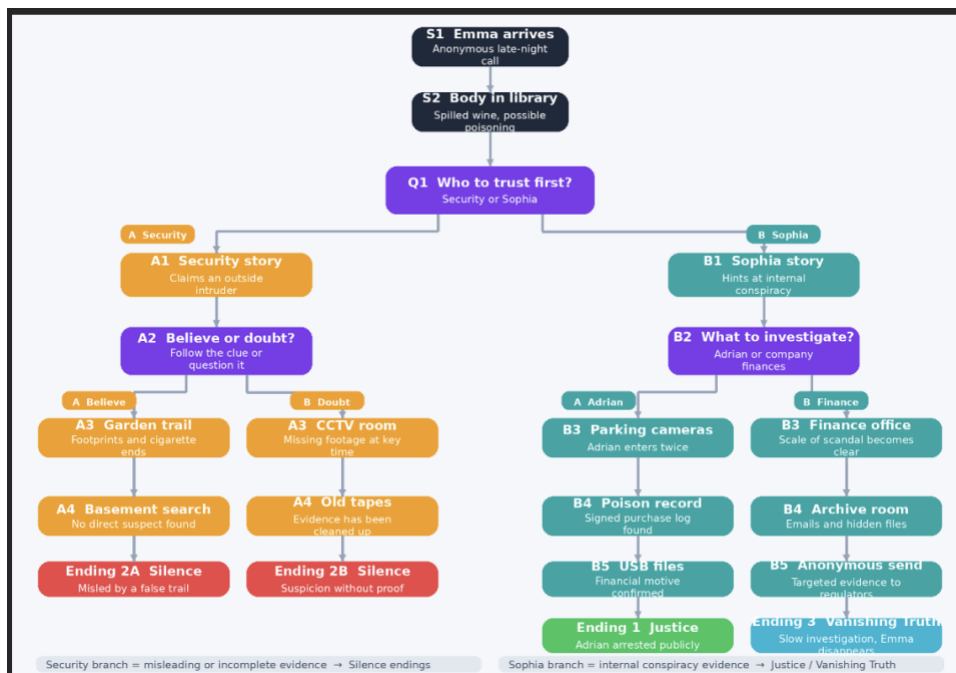 S1 Emma arrives
Anonymous late-night
call
S2 Body in library
Spilled wine, possible
poisoning
Q1 Who to trust first?
Security or Sophia
A Security
B Sophia
A1 Security story
Claims an outside
intruder
B1 Sophia story
Hints at internal
conspiracy
A2 Believe or doubt?
Follow the clue or
question it
B2 What to investigate?
Adrian or company
finances
A Believe
B Doubt
A Adrian
B Finance
A3 Garden trail
Footprints and cigarette
ends
A3 CCTV room
Missing footage at key
time
B3 Parking cameras
Adrian enters twice
B3 Finance office
Scale of scandal becomes
clear
A4 Basement search
No direct suspect found
A4 Old tapes
Evidence has been
cleaned up
B4 Poison record
Signed purchase log
found
B4 Archive room
Emails and hidden files
Ending 2A Silence
Misled by a false trail
Ending 2B Silence
Suspicion without proof
B5 USB files
Financial motive
confirmed
B5 Anonymous send
Targeted evidence to
regulators
Ending 1 Justice
Adrian arrested publicly
Ending 3 Vanishing Truth
Slow investigation, Emma
disappears
Security branch = misleading or incomplete evidence → Silence endings
Sophia branch = internal conspiracy evidence → Justice / Vanishing Truth